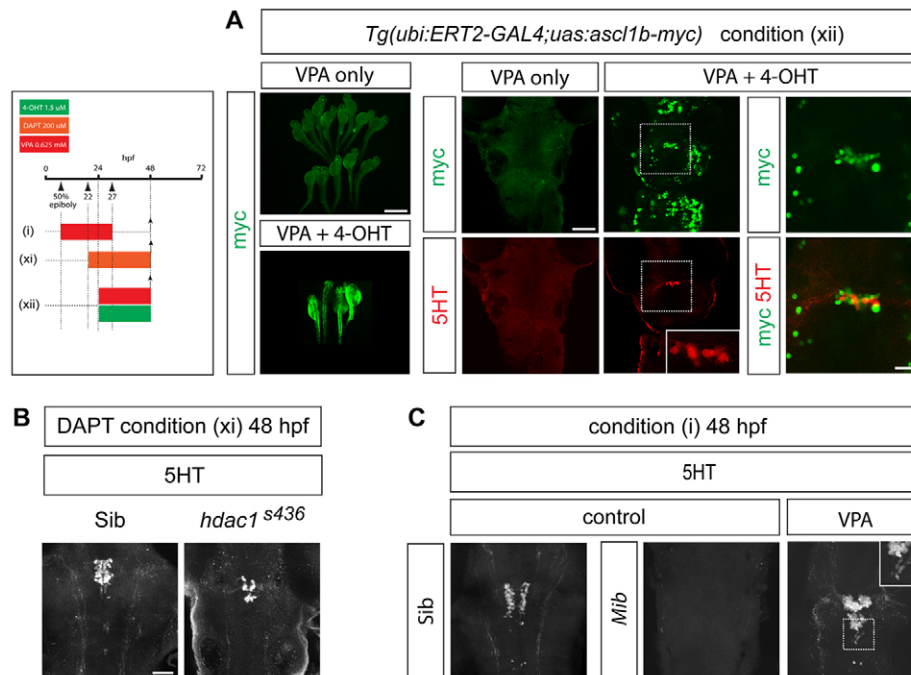 A
Tg(ubi:ERT2-GAL4;uas:ascl1b-myc) condition (xii)
VPA only
VPA only
VPA + 4-OHT
4-OHT 1.5 uM
DAPT 200 uM
VPA 0.625 mM
hpf
0 24 48 72
50%
epiboly
22
27
(i)
(xi)
(xii)
myc
VPA + 4-OHT
myc
myc
5HT
myc 5HT
B
DAPT condition (xi) 48 hpf
5HT
Sib
hdac1 s436
C
condition (i) 48 hpf
5HT
control
VPA
Sib
Mib